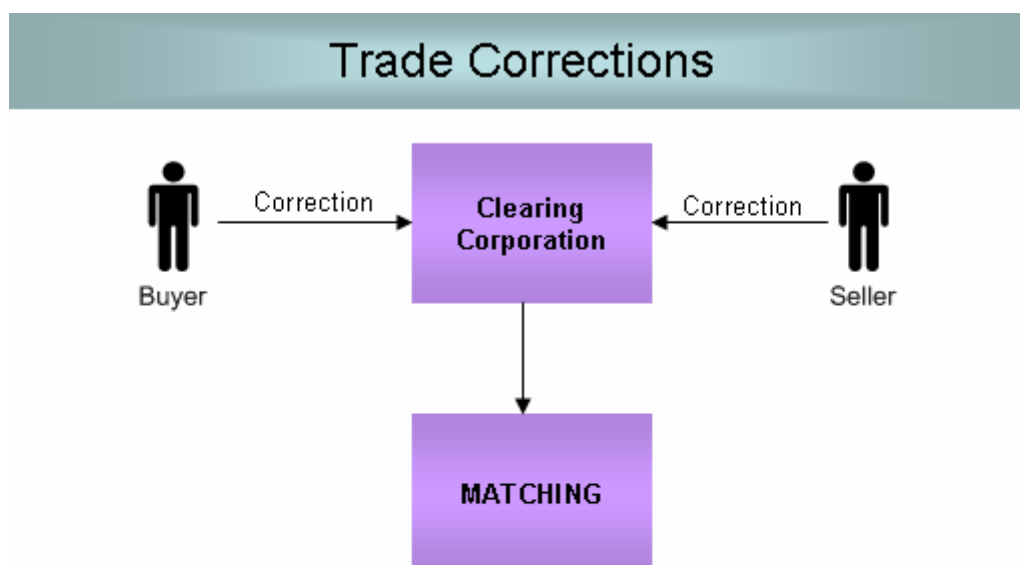 Trade Corrections
Correction
Clearing
Corporation
Correction
Buyer
Seller
MATCHING